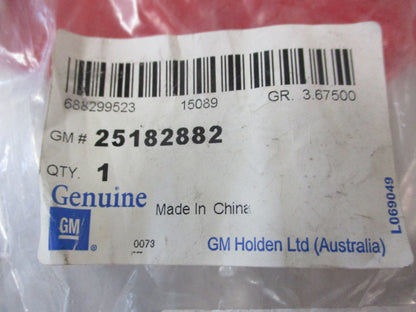 688299523 15089 GR. 3.67500
GM # 25182882
QTY. 1
Genuine Made In China
GM
®
0073
GM Holden Ltd (Australia)
L069049